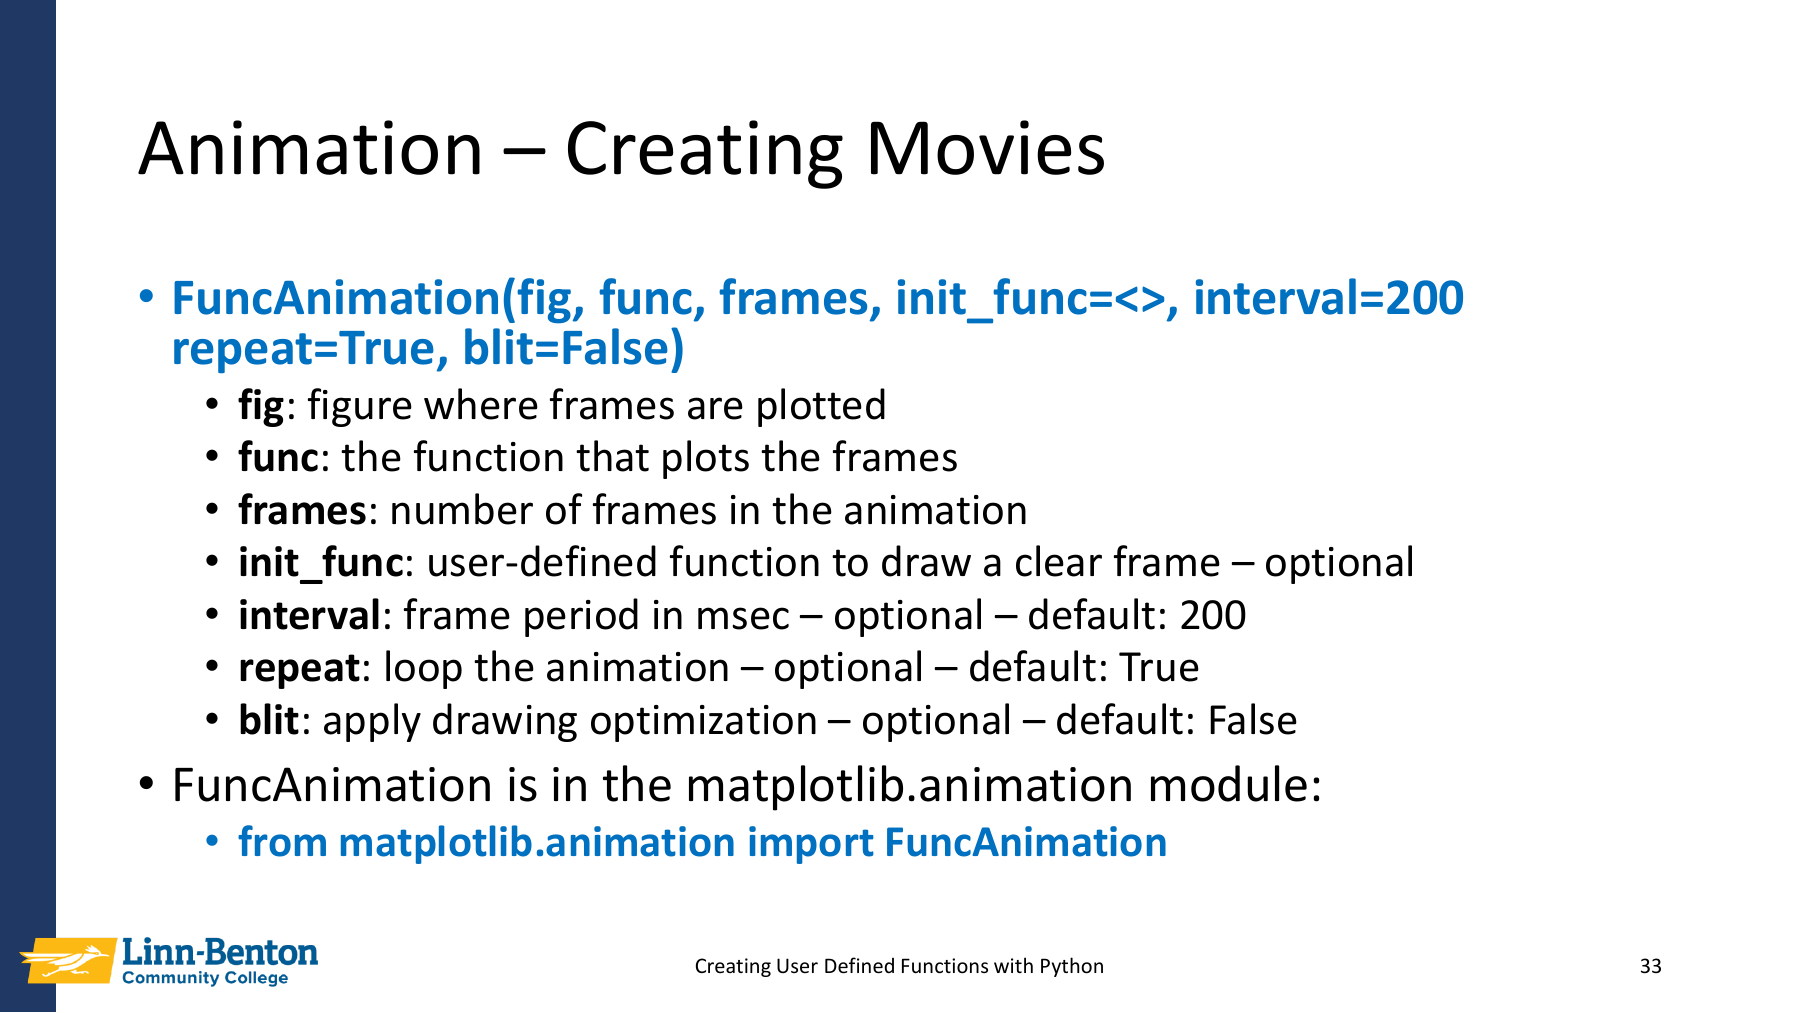 Animation – Creating Movies
• FuncAnimation(fig, func, frames, init_func=<>, interval=200
repeat=True, blit=False)
• fig: figure where frames are plotted
• func: the function that plots the frames
• frames: number of frames in the animation
• init_func: user-defined function to draw a clear frame – optional
• interval: frame period in msec – optional – default: 200
• repeat: loop the animation – optional – default: True
• blit: apply drawing optimization – optional – default: False
• FuncAnimation is in the matplotlib.animation module:
• from matplotlib.animation import FuncAnimation
Linn-Benton
Community College
Creating User Defined Functions with Python
33